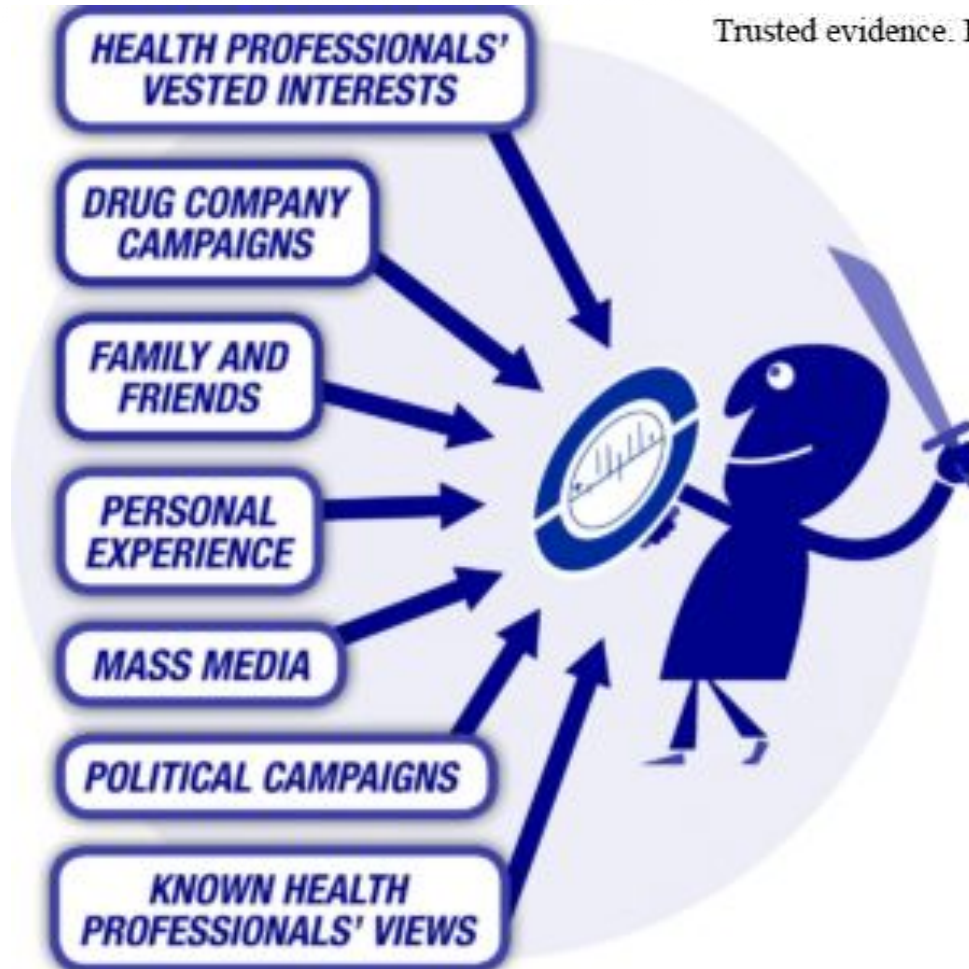 Trusted evidence.
HEALTH PROFESSIONALS'
VESTED INTERESTS
DRUG COMPANY
CAMPAIGNS
FAMILY AND
FRIENDS
PERSONAL
EXPERIENCE
MASS MEDIA
POLITICAL CAMPAIGNS
KNOWN HEALTH
PROFESSIONALS' VIEWS